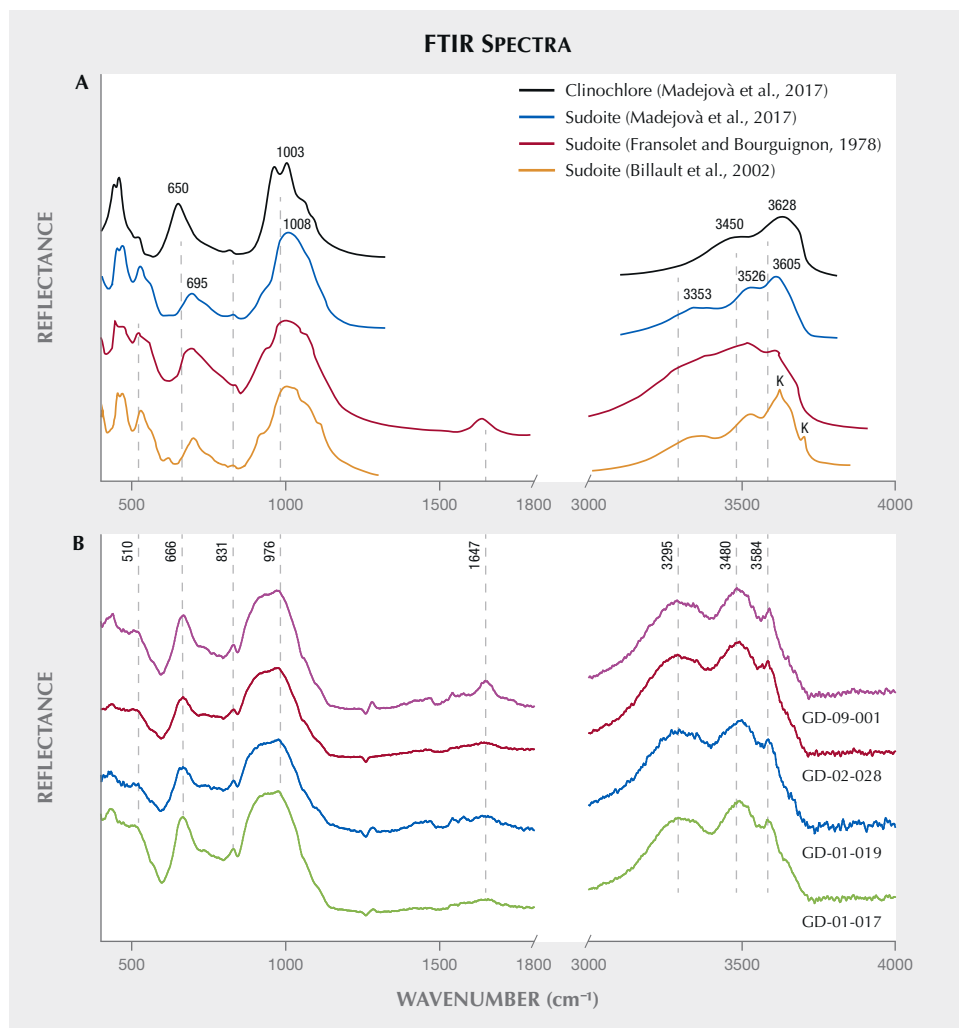 FTIR SPECTRA
A
Clinochlore (Madejovà et al., 2017)
Sudoite (Madejovà et al., 2017)
Sudoite (Fransolet and Bourguignon, 1978)
Sudoite (Billault et al., 2002)
REFLECTANCE
650
1003
1008
695
3450
3628
3353
3526
3605
K
K
500
1000
1500
1800
3000
3500
4000
B
510
666
831
976
1647
3295
3480
3584
REFLECTANCE
GD-09-001
GD-02-028
GD-01-019
GD-01-017
500
1000
1500
1800
3000
3500
4000
WAVENUMBER (cm⁻¹)